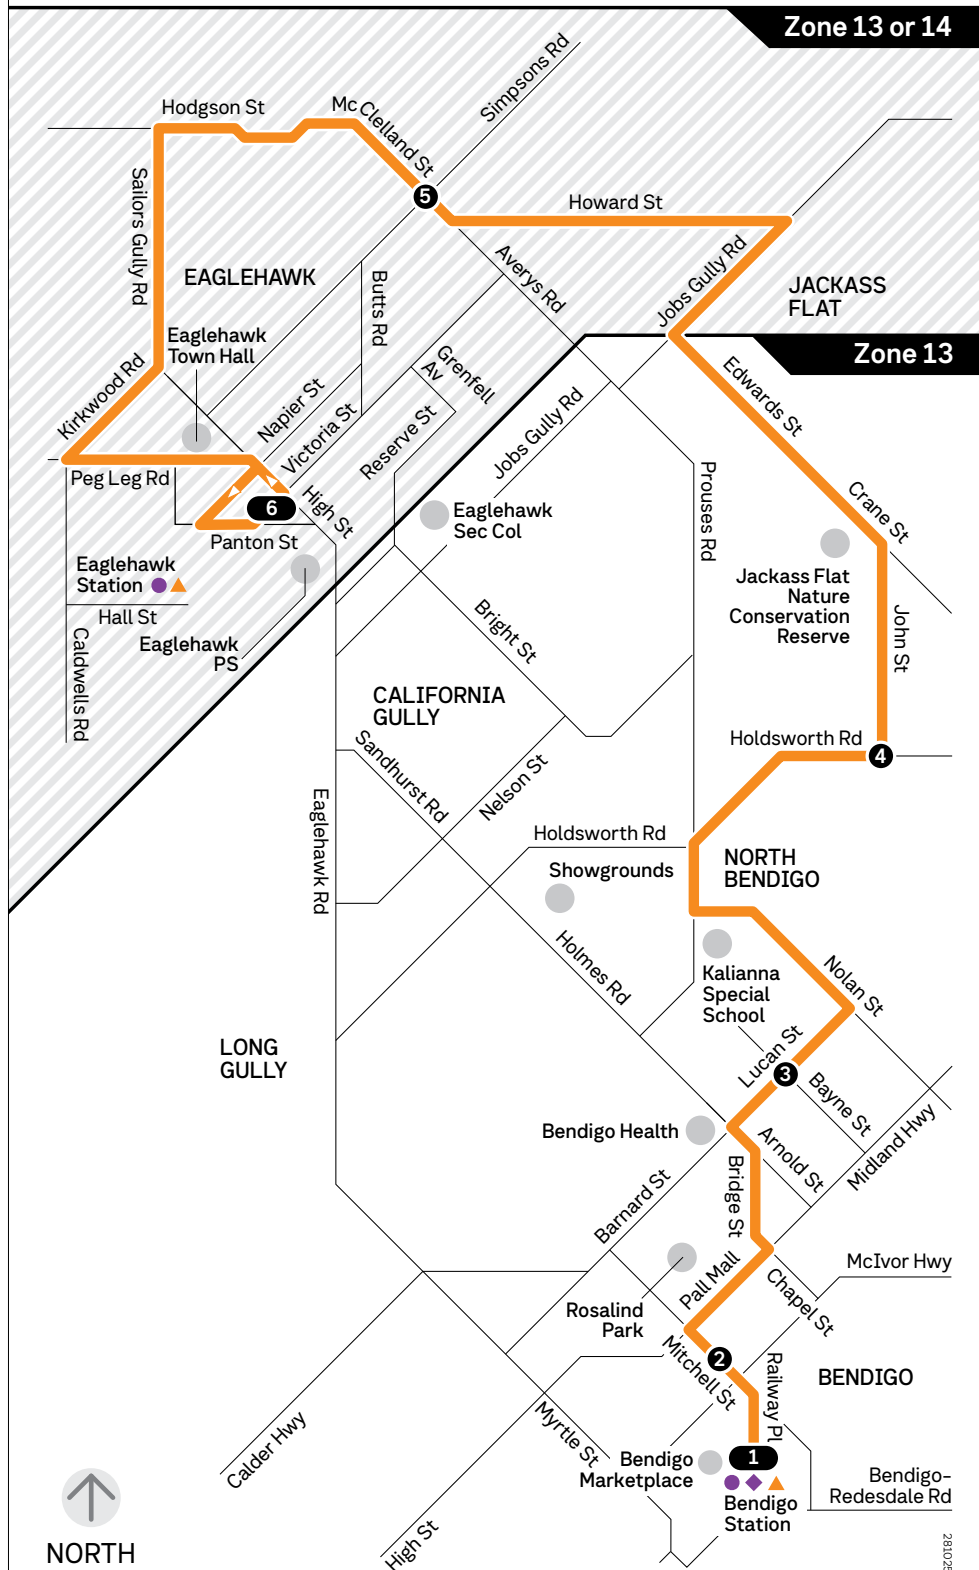 Zone 13 or 14
Simpsons Rd
Hodgson St
Mc Clelland St
5
Sailors Gully Rd
Howard St
EAGLEHAWK
Butts Rd
Averys Rd
Jobs Gully Rd
JACKASS
FLAT
Eaglehawk
Town Hall
Zone 13
Kirkwood Rd
Napier St
Victoria St
Grenfell
Av
Reserve St
Jobs Gully Rd
Edwards St
Peg Leg Rd
6
High St
Panton St
Eaglehawk
Sec Col
Prouses Rd
Crane St
Eaglehawk
Station
Hall St
Eaglehawk
PS
Caldwells Rd
Bright St
Jackass Flat
Nature
Conservation
Reserve
John St
CALIFORNIA
GULLY
Holdsworth Rd
4
Sandhurst Rd
Nelson St
Eaglehawk Rd
Holdsworth Rd
NORTH
BENDIGO
Showgrounds
Holmes Rd
Kalianna
Special
School
Nolan St
LONG
GULLY
Lucan St
3
Bayne St
Bendigo Health
Arnold St
Midland Hwy
Barnard St
Bridge St
Pall Mall
McIvor Hwy
Chapel St
Rosalind
Park
2
Mitchell St
Railway Pl
BENDIGO
Myrtle St
Calder Hwy
1
Bendigo
Marketplace
Bendigo
Station
Bendigo-
Redesdale Rd
High St
NORTH
281025